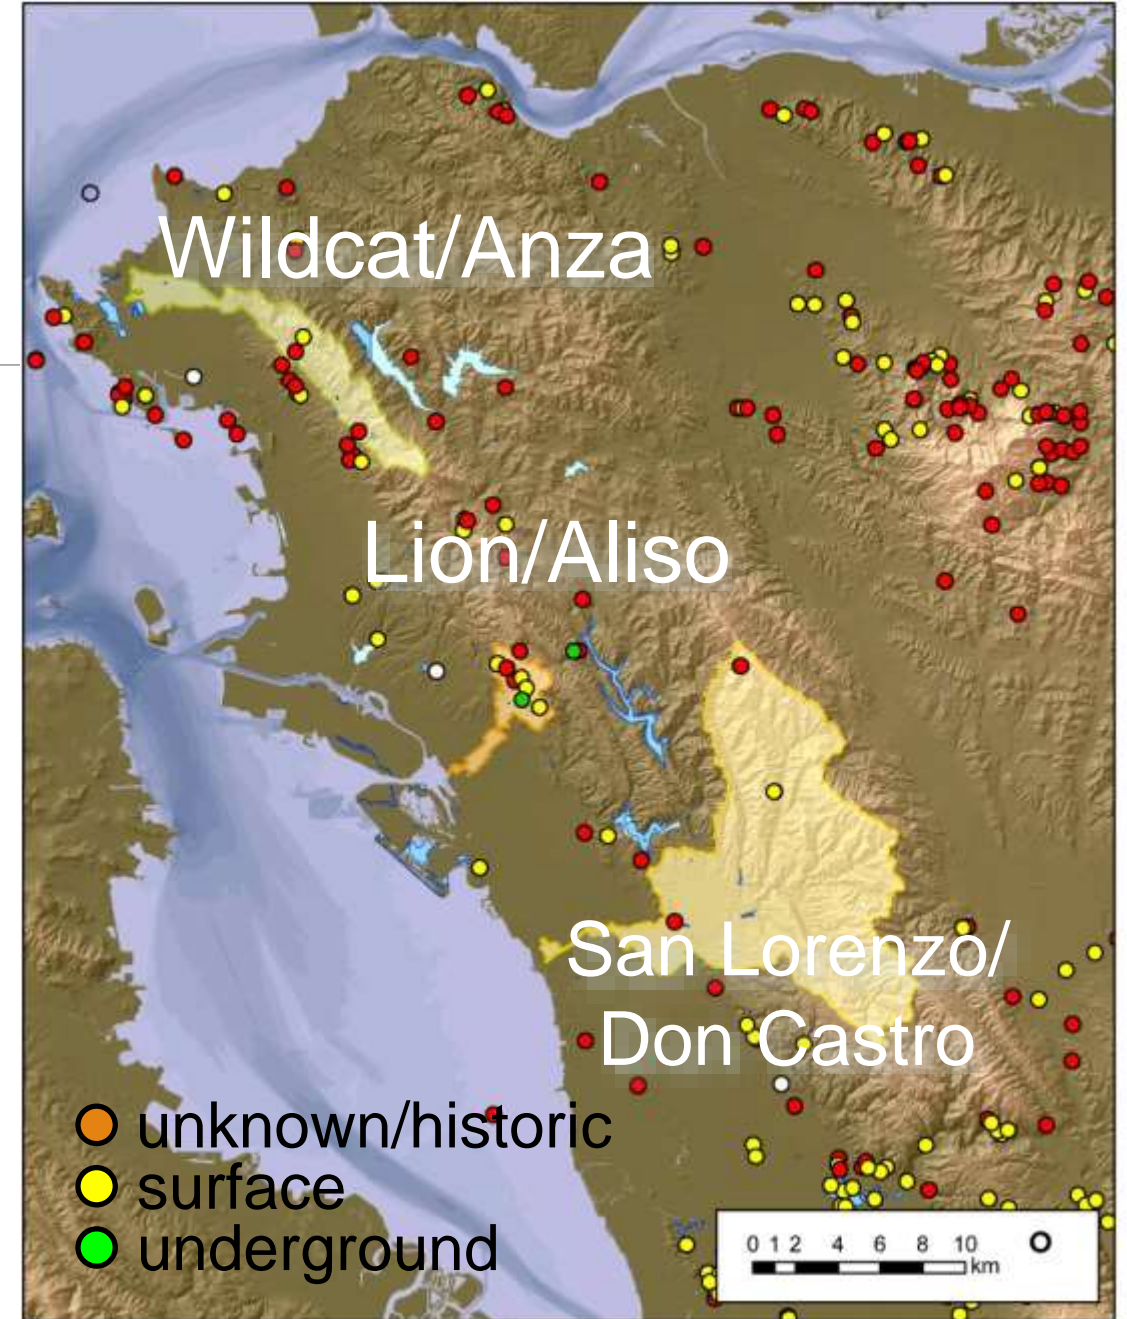 Wildcat/Anza
Lion/Aliso
San Lorenzo/
Don Castro
unknown/historic
surface
underground
0 1 2 4 6 8 10
km